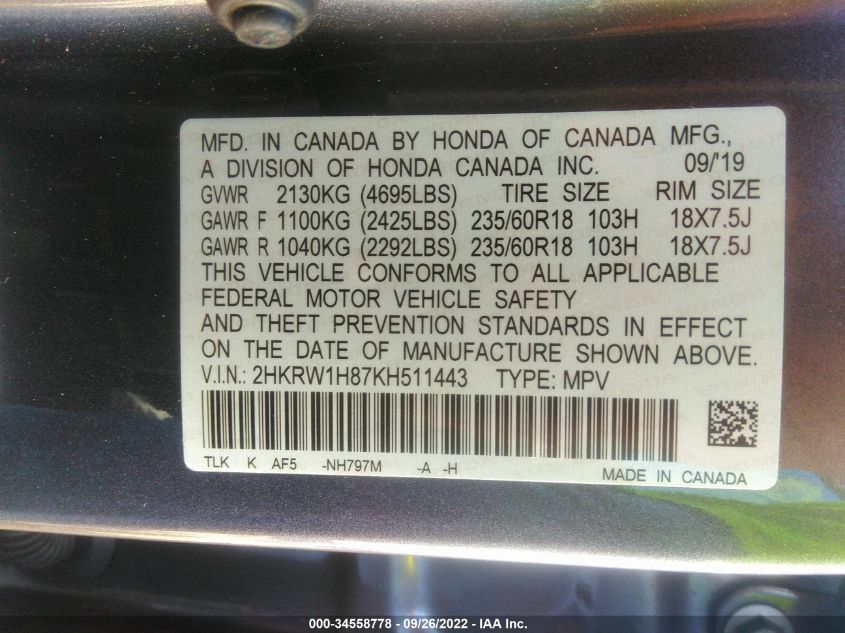 MFD. IN CANADA BY HONDA OF CANADA MFG.,
A DIVISION OF HONDA CANADA INC. 09/'19
GVWR 2130KG (4695LBS) TIRE SIZE RIM SIZE
GAWR F 1100KG (2425LBS) 235/60R18 103H 18X7.5J
GAWR R 1040KG (2292LBS) 235/60R18 103H 18X7.5J
THIS VEHICLE CONFORMS TO ALL APPLICABLE
FEDERAL MOTOR VEHICLE SAFETY
AND THEFT PREVENTION STANDARDS IN EFFECT
ON THE DATE OF MANUFACTURE SHOWN ABOVE.
V.I.N.: 2HKRW1H87KH511443 TYPE: MPV
TLK K AF5 -NH797M -A -H
MADE IN CANADA
000-34558778 - 09/26/2022 - IAA Inc.